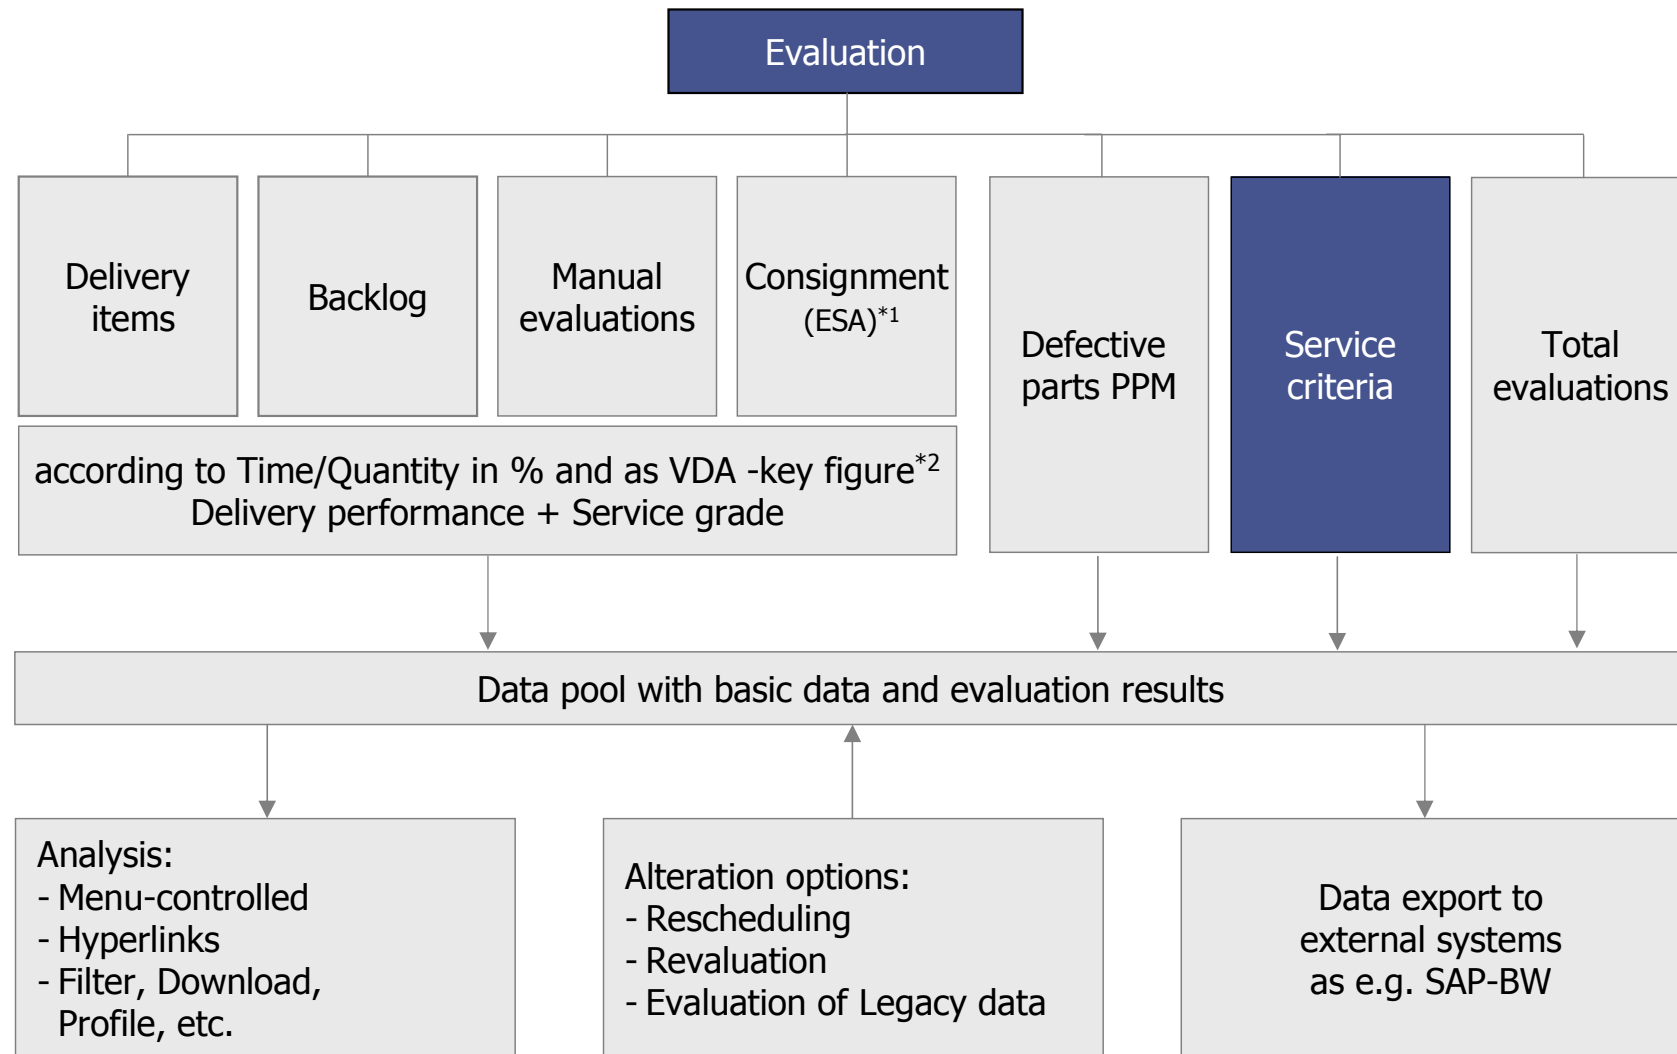 Evaluation
Delivery
items
Backlog
Manual
evaluations
Consignment
(ESA)*1
Defective
parts PPM
Service
criteria
Total
evaluations
according to Time/Quantity in % and as VDA -key figure*2
Delivery performance + Service grade
Data pool with basic data and evaluation results
Analysis:
- Menu-controlled
- Hyperlinks
- Filter, Download,
Profile, etc.
Alteration options:
- Rescheduling
- Revaluation
- Evaluation of Legacy data
Data export to
external systems
as e.g. SAP-BW